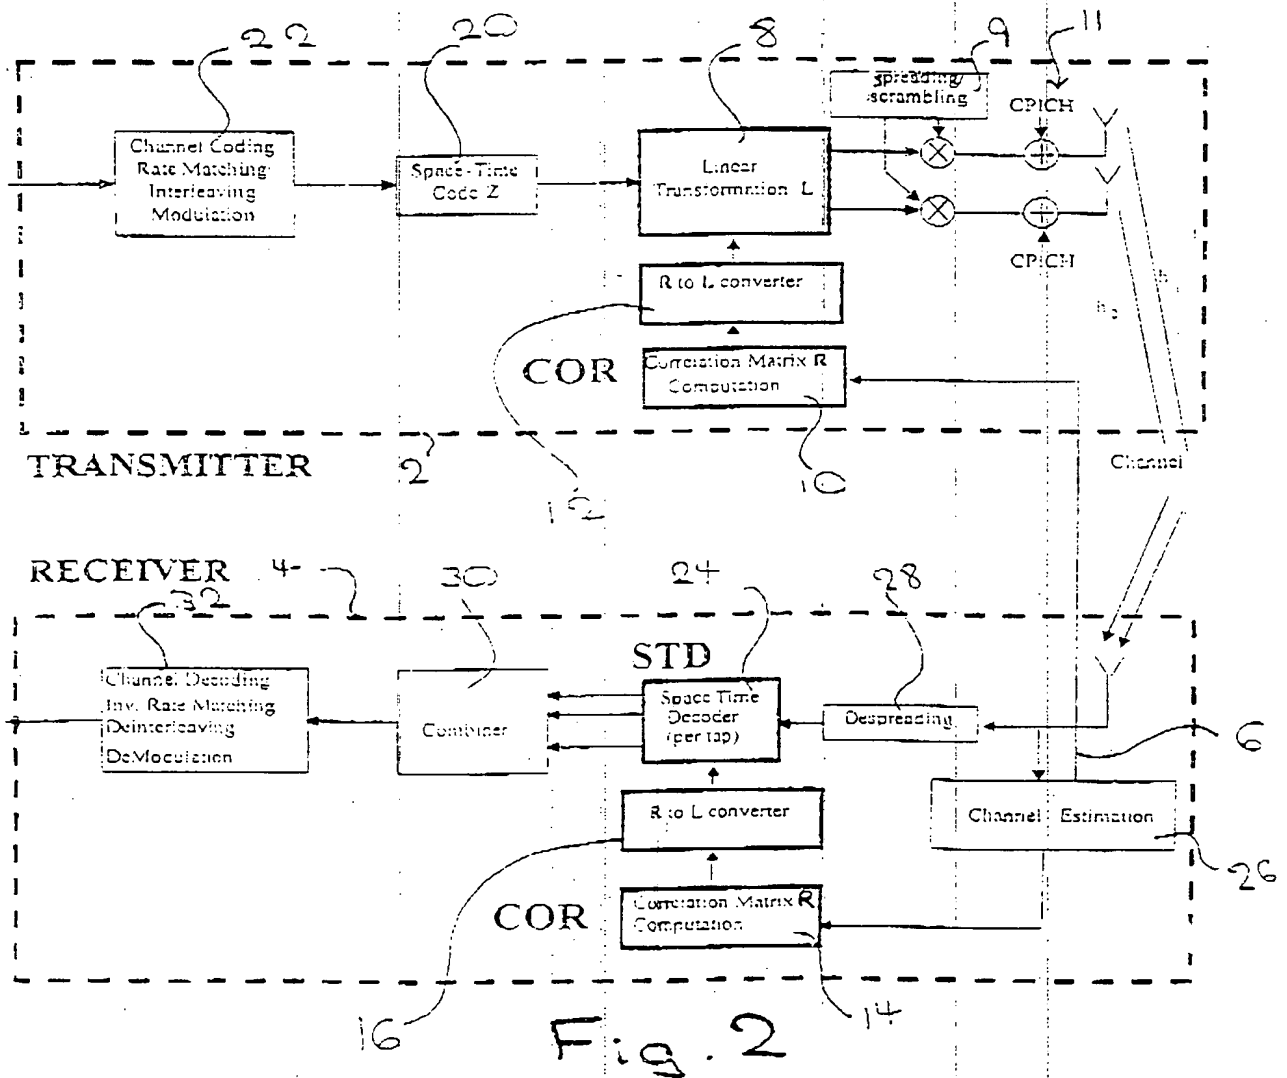 22
20
8
9
11
spreading/
scrambling
CPICH
Channel Coding
Rate Matching
Interleaving
Modulation
Space-Time
Code Z
Linear
Transformation L
CPICH
R to L converter
h
h2
COR
Correlation Matrix R
Computation
TRANSMITTER
2
12
10
Channel
RECEIVER
4
32
30
24
28
STD
Channel Decoding
Inv. Rate Matching
Deinterleaving
DeModulation
Combiner
Space Time
Decoder
(per tap)
Despreading
6
R to L converter
Channel Estimation
26
COR
Correlation Matrix R
Computation
16
14
Fig. 2